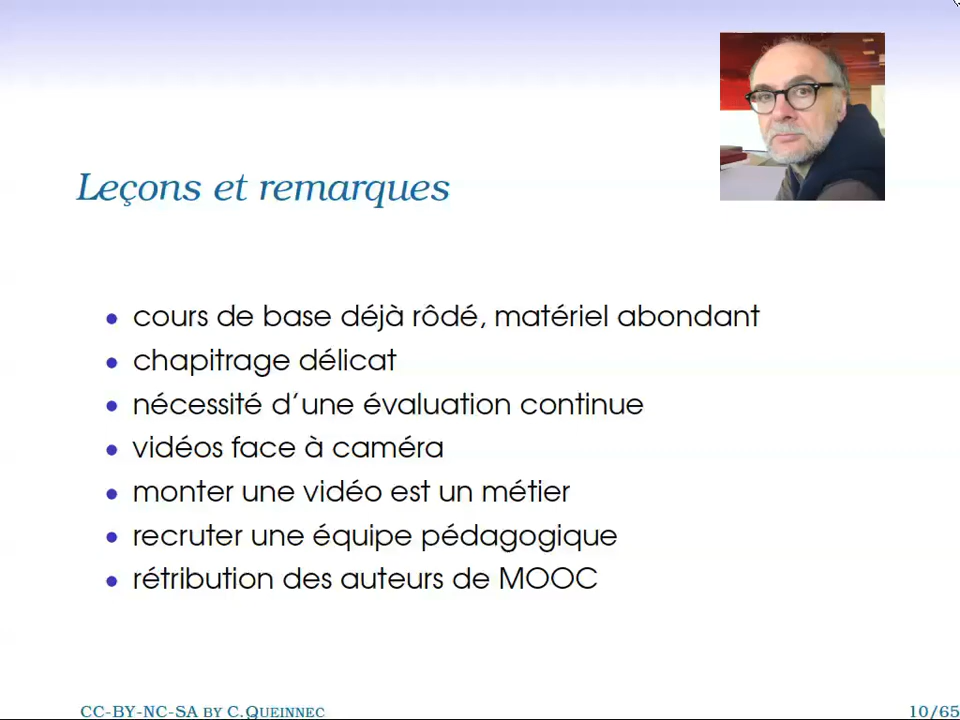 Leçons et remarques
• cours de base déjà rôdé, matériel abondant
• chapitrage délicat
• nécessité d'une évaluation continue
• vidéos face à caméra
• monter une vidéo est un métier
• recruter une équipe pédagogique
• rétribution des auteurs de MOOC
CC-BY-NC-SA BY C.QUEINNEC 10/65